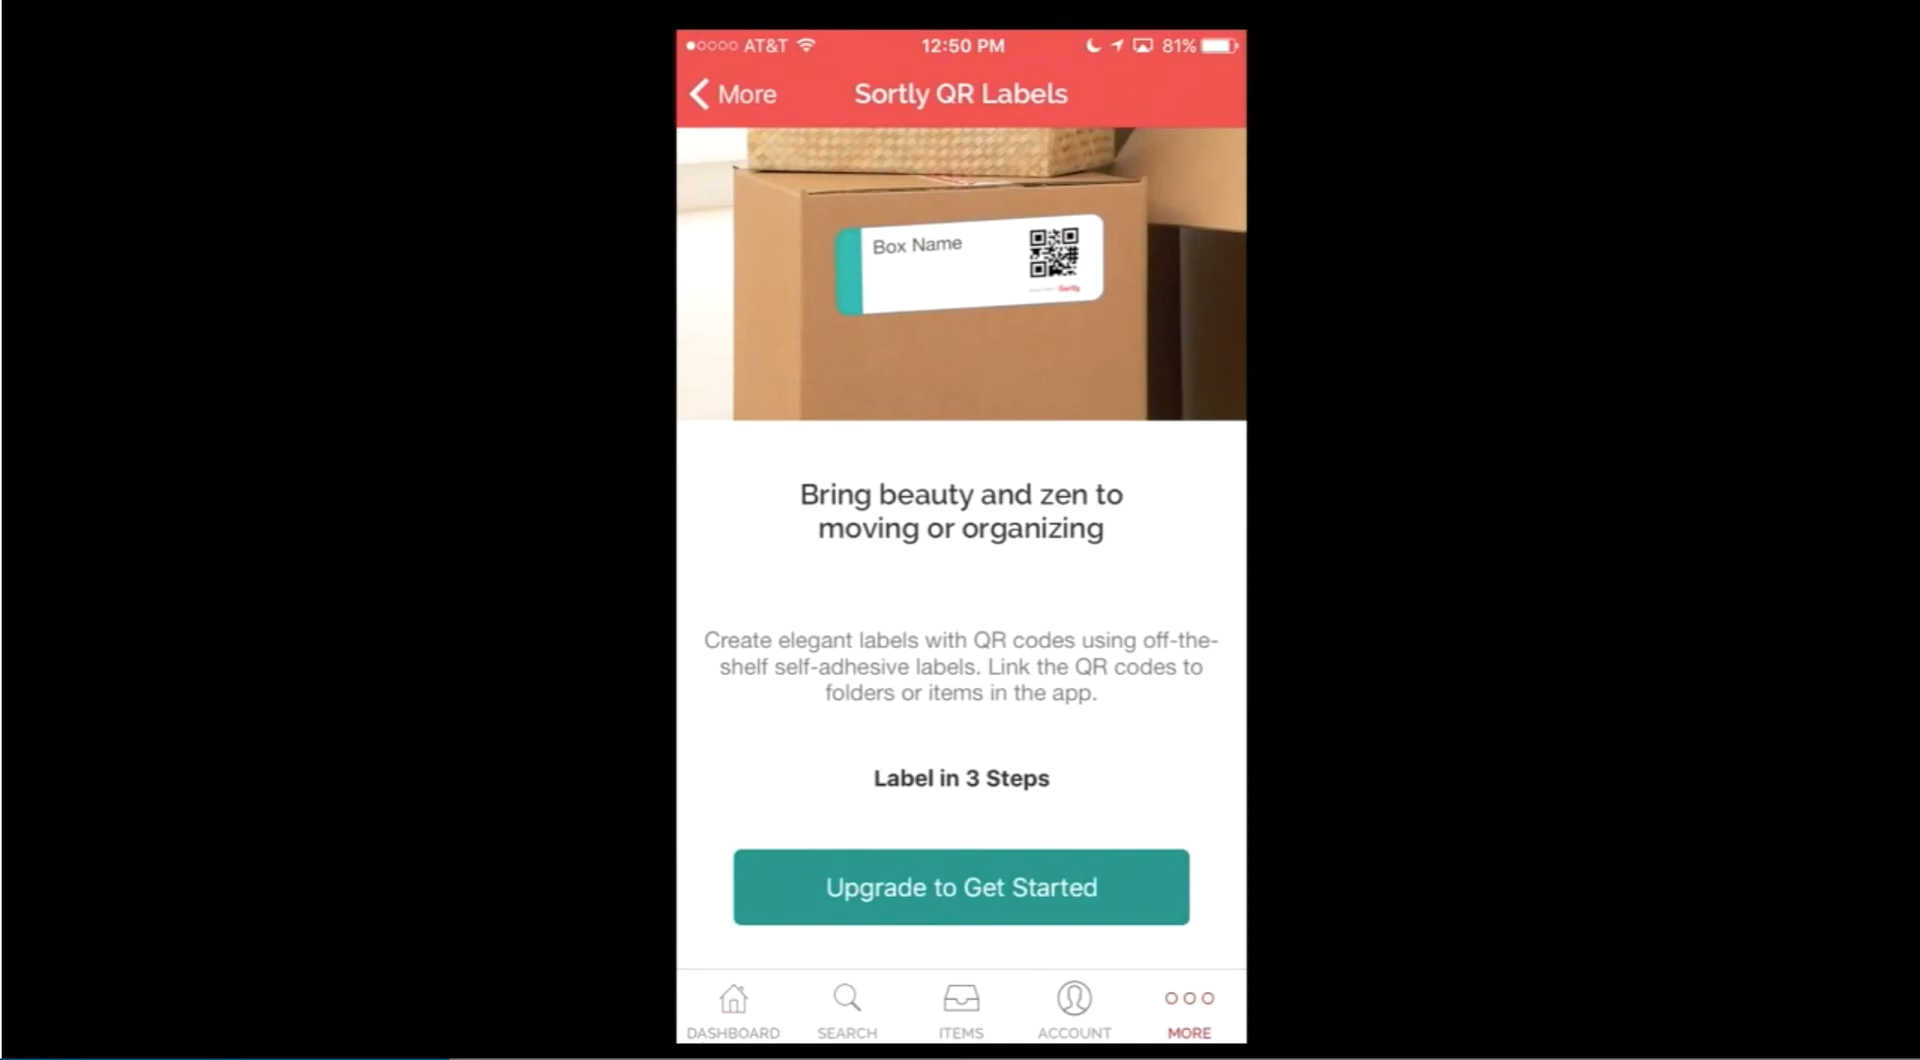 AT&T 12:50 PM 81%
More Sortly QR Labels
Box Name
Sortly
Bring beauty and zen to
moving or organizing
Create elegant labels with QR codes using off-the-
shelf self-adhesive labels. Link the QR codes to
folders or items in the app.
Label in 3 Steps
Upgrade to Get Started
DASHBOARD SEARCH ITEMS ACCOUNT MORE